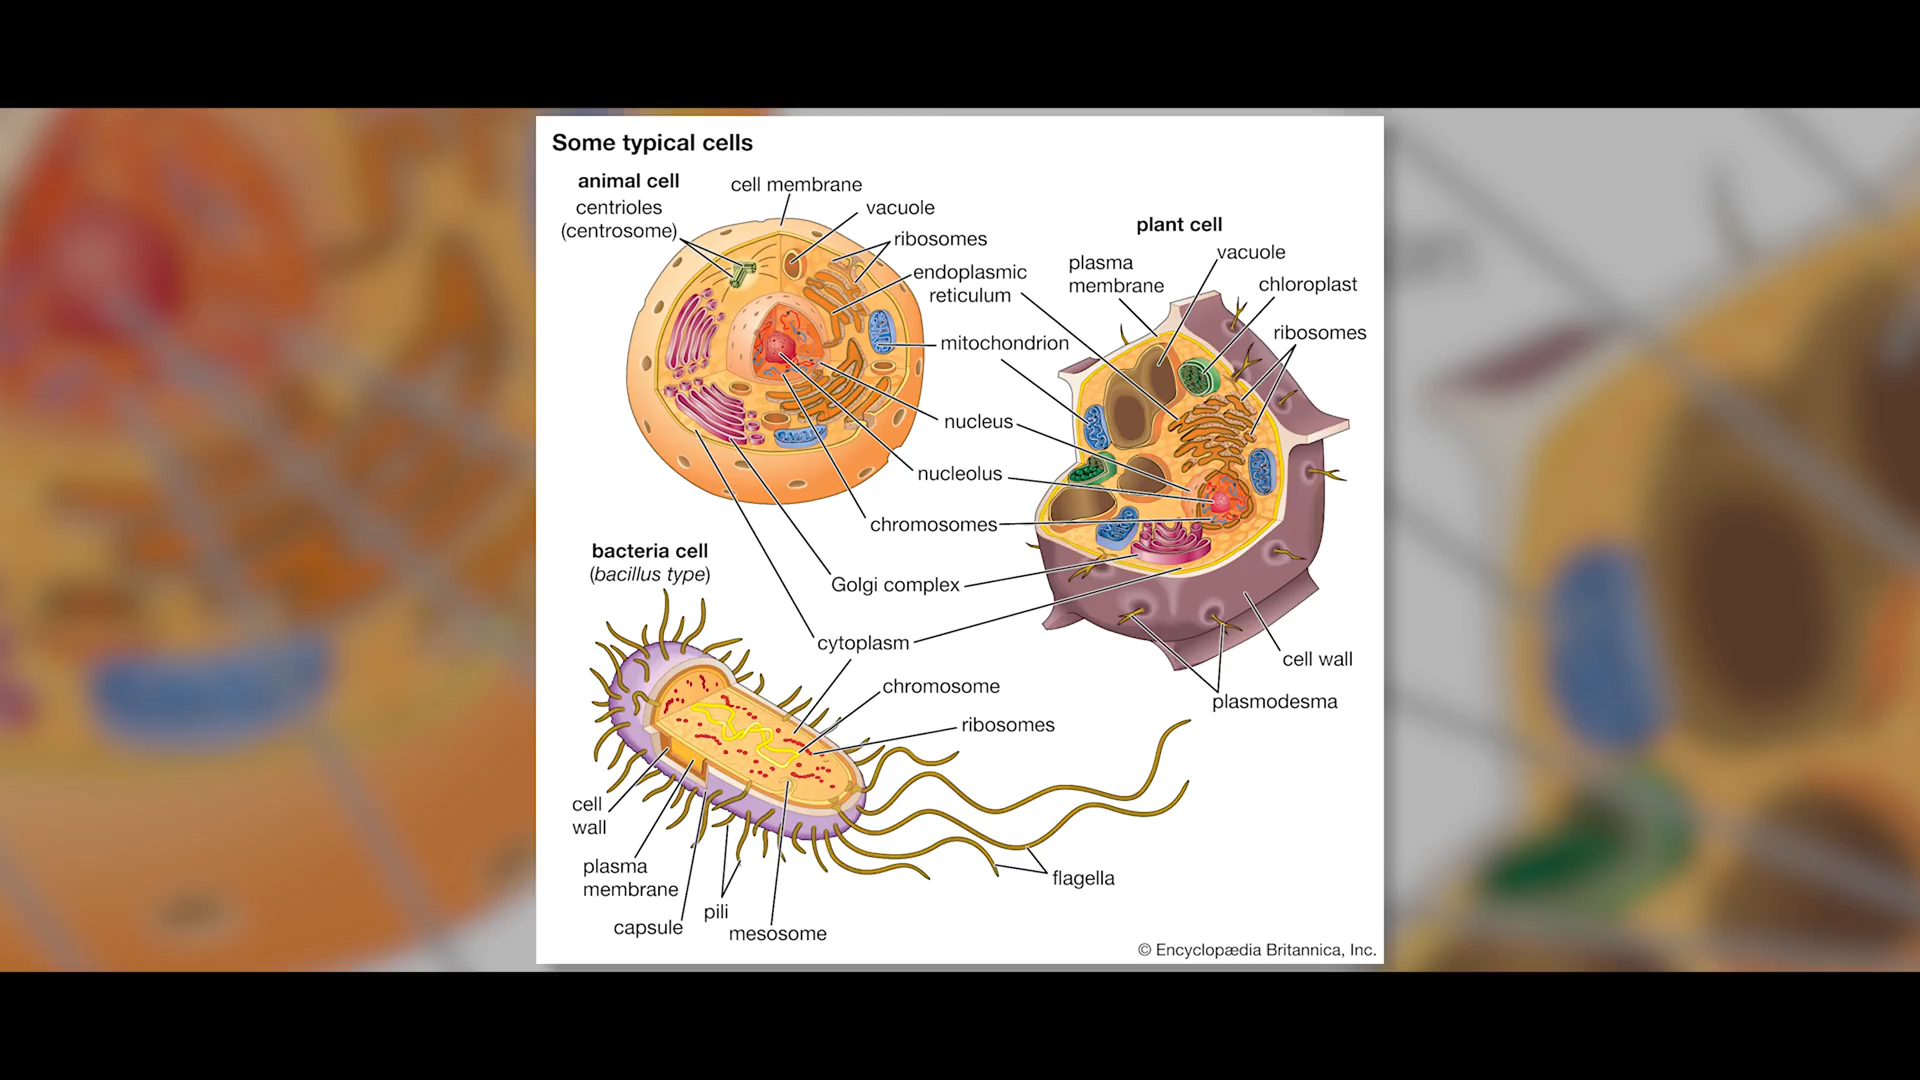 Some typical cells
animal cell
centrioles
(centrosome)
cell membrane
vacuole
ribosomes
endoplasmic
reticulum
mitochondrion
nucleus
nucleolus
chromosomes
Golgi complex
cytoplasm
plant cell
plasma
membrane
vacuole
chloroplast
ribosomes
cell wall
plasmodesma
bacteria cell
(bacillus type)
chromosome
ribosomes
cell
wall
plasma
membrane
capsule
pili
mesosome
flagella
© Encyclopædia Britannica, Inc.